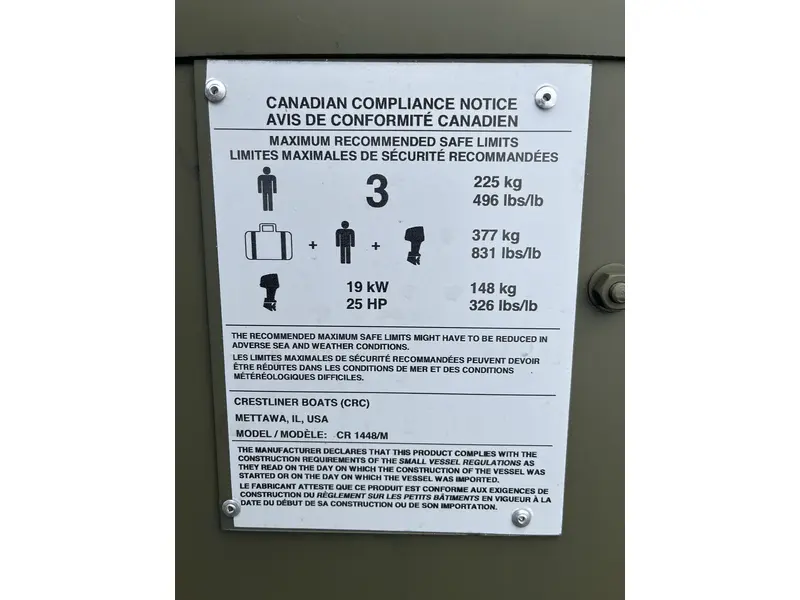 CANADIAN COMPLIANCE NOTICE
AVIS DE CONFORMITÉ CANADIEN
MAXIMUM RECOMMENDED SAFE LIMITS
LIMITES MAXIMALES DE SÉCURITÉ RECOMMANDÉES
3 225 kg
496 lbs/lb
+ + 377 kg
831 lbs/lb
19 kW 148 kg
25 HP 326 lbs/lb
THE RECOMMENDED MAXIMUM SAFE LIMITS MIGHT HAVE TO BE REDUCED IN
ADVERSE SEA AND WEATHER CONDITIONS.
LES LIMITES MAXIMALES DE SÉCURITÉ RECOMMANDÉES PEUVENT DEVOIR
ÊTRE RÉDUITES DANS LES CONDITIONS DE MER ET DES CONDITIONS
MÉTÉREOLOGIQUES DIFFICILES.
CRESTLINER BOATS (CRC)
METTAWA, IL, USA
MODEL / MODÈLE: CR 1448/M
THE MANUFACTURER DECLARES THAT THIS PRODUCT COMPLIES WITH THE
CONSTRUCTION REQUIREMENTS OF THE SMALL VESSEL REGULATIONS AS
THEY READ ON THE DAY ON WHICH THE CONSTRUCTION OF THE VESSEL WAS
STARTED OR ON THE DAY ON WHICH THE VESSEL WAS IMPORTED.
LE FABRICANT ATTESTE QUE CE PRODUIT EST CONFORME AUX EXIGENCES DE
CONSTRUCTION DU RÈGLEMENT SUR LES PETITS BÂTIMENTS EN VIGUEUR À LA
DATE DU DÉBUT DE SA CONSTRUCTION OU DE SON IMPORTATION.